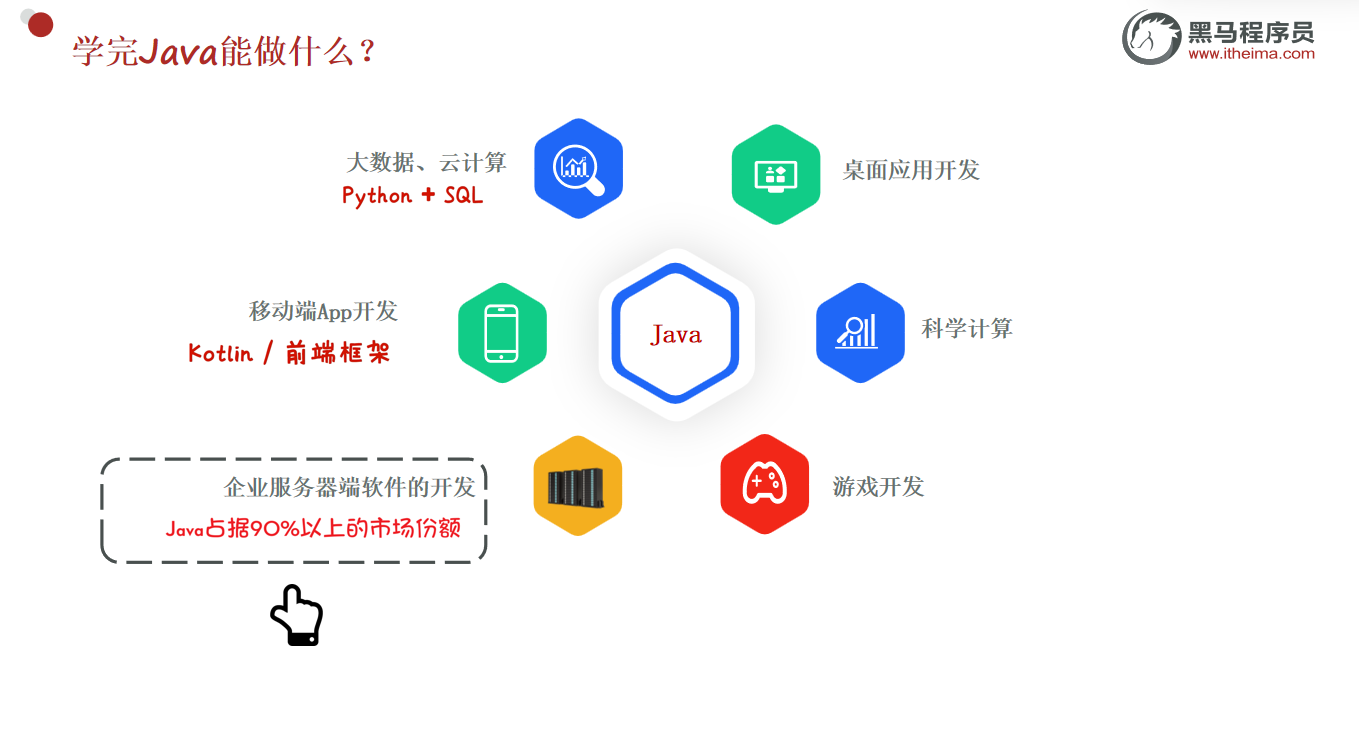 学完Java能做什么？
黑马程序员
www.itheima.com
大数据、云计算
Python + SQL
桌面应用开发
移动端App开发
Kotlin / 前端框架
Java
科学计算
企业服务器端软件的开发
Java占据90%以上的市场份额
游戏开发